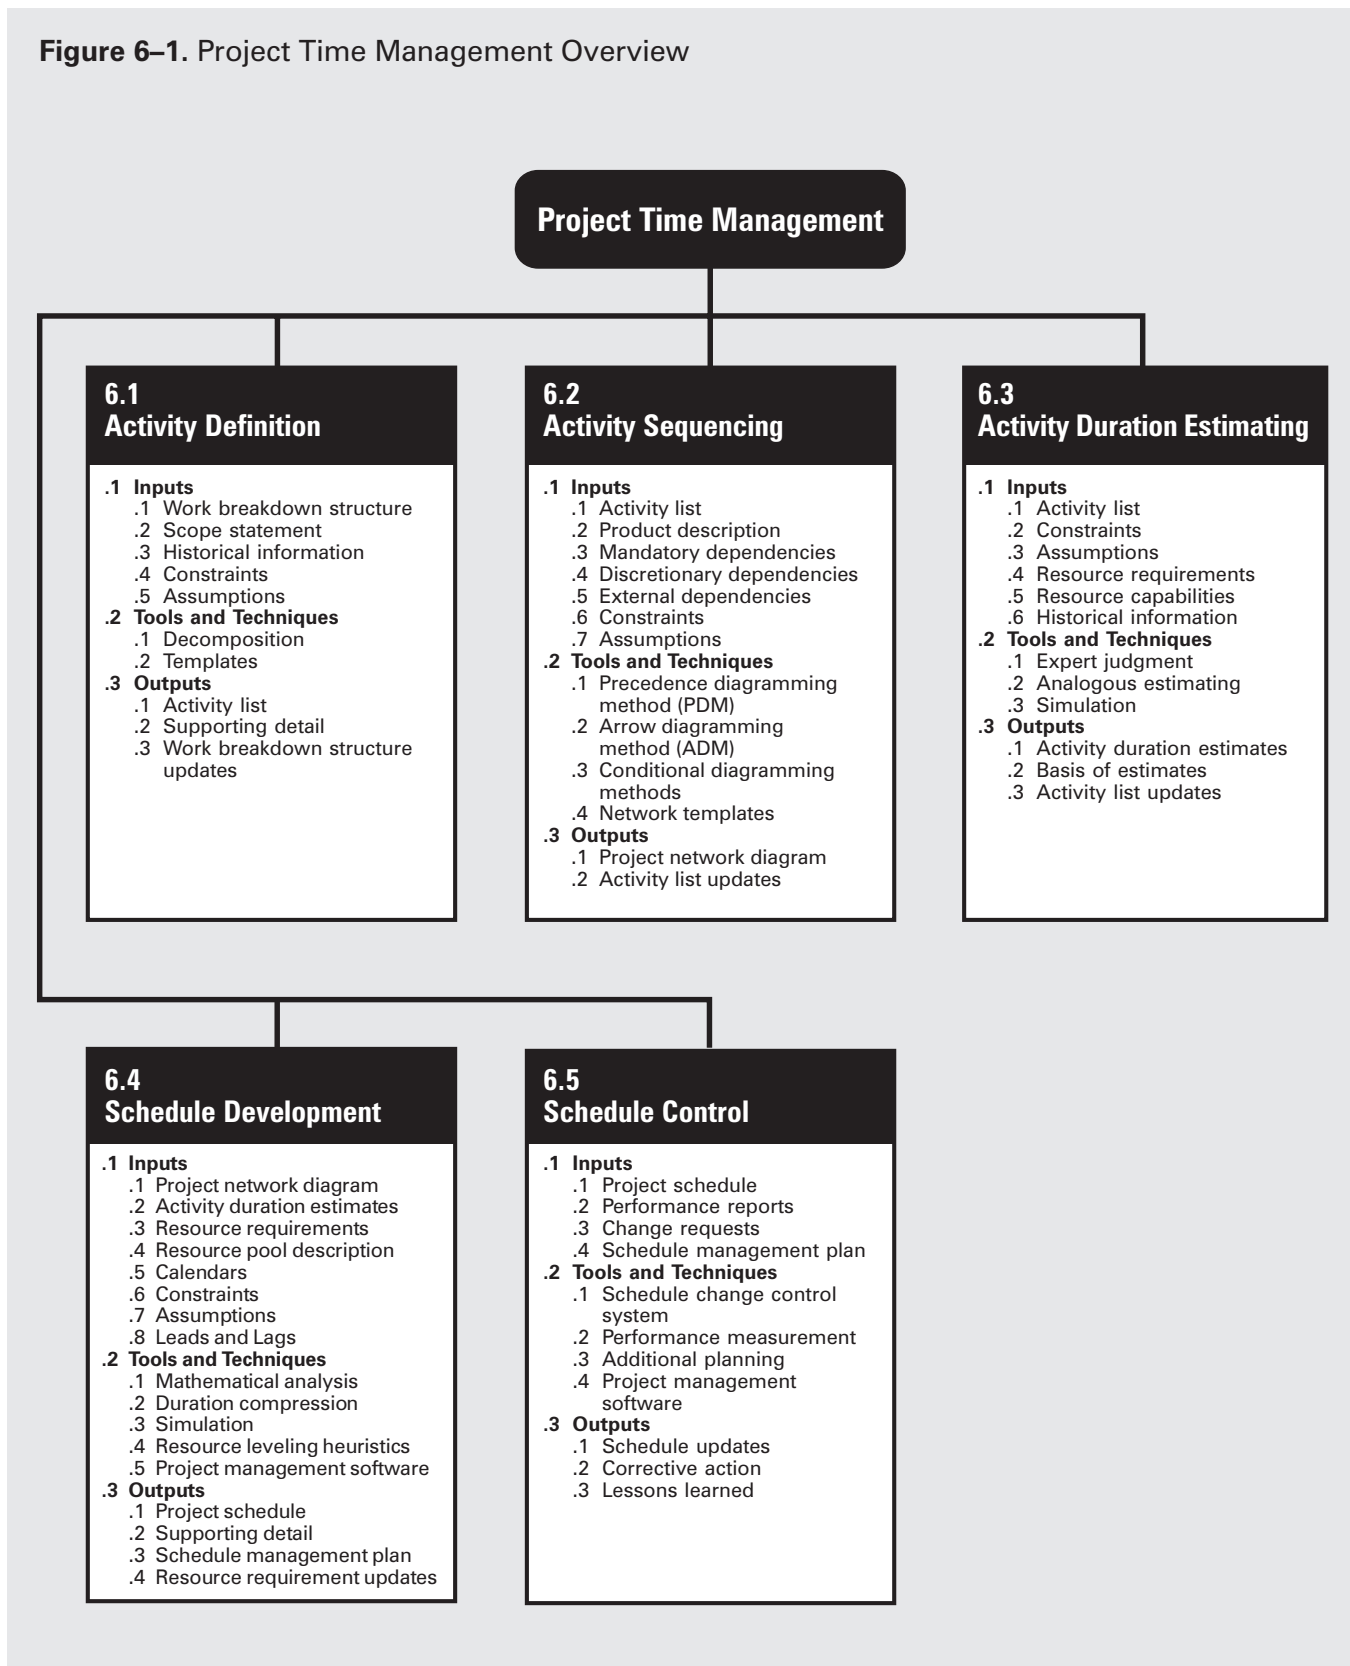 Figure 6–1. Project Time Management Overview
Project Time Management
6.1
Activity Definition
.1 Inputs
.1 Work breakdown structure
.2 Scope statement
.3 Historical information
.4 Constraints
.5 Assumptions
.2 Tools and Techniques
.1 Decomposition
.2 Templates
.3 Outputs
.1 Activity list
.2 Supporting detail
.3 Work breakdown structure
updates
6.2
Activity Sequencing
.1 Inputs
.1 Activity list
.2 Product description
.3 Mandatory dependencies
.4 Discretionary dependencies
.5 External dependencies
.6 Constraints
.7 Assumptions
.2 Tools and Techniques
.1 Precedence diagramming
method (PDM)
.2 Arrow diagramming
method (ADM)
.3 Conditional diagramming
methods
.4 Network templates
.3 Outputs
.1 Project network diagram
.2 Activity list updates
6.3
Activity Duration Estimating
.1 Inputs
.1 Activity list
.2 Constraints
.3 Assumptions
.4 Resource requirements
.5 Resource capabilities
.6 Historical information
.2 Tools and Techniques
.1 Expert judgment
.2 Analogous estimating
.3 Simulation
.3 Outputs
.1 Activity duration estimates
.2 Basis of estimates
.3 Activity list updates
6.4
Schedule Development
.1 Inputs
.1 Project network diagram
.2 Activity duration estimates
.3 Resource requirements
.4 Resource pool description
.5 Calendars
.6 Constraints
.7 Assumptions
.8 Leads and Lags
.2 Tools and Techniques
.1 Mathematical analysis
.2 Duration compression
.3 Simulation
.4 Resource leveling heuristics
.5 Project management software
.3 Outputs
.1 Project schedule
.2 Supporting detail
.3 Schedule management plan
.4 Resource requirement updates
6.5
Schedule Control
.1 Inputs
.1 Project schedule
.2 Performance reports
.3 Change requests
.4 Schedule management plan
.2 Tools and Techniques
.1 Schedule change control
system
.2 Performance measurement
.3 Additional planning
.4 Project management
software
.3 Outputs
.1 Schedule updates
.2 Corrective action
.3 Lessons learned